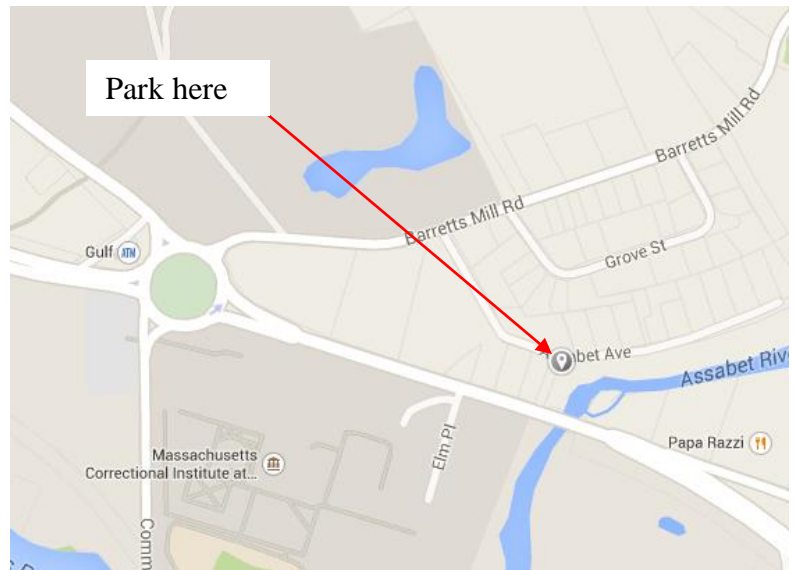 Park here
Barretts Mill Rd
Barretts Mill Rd
Gulf
ATM
Grove St
bet Ave
Assabet Rive
Papa Razzi
Elm Pl
Massachusetts
Correctional Institute at...
Comm